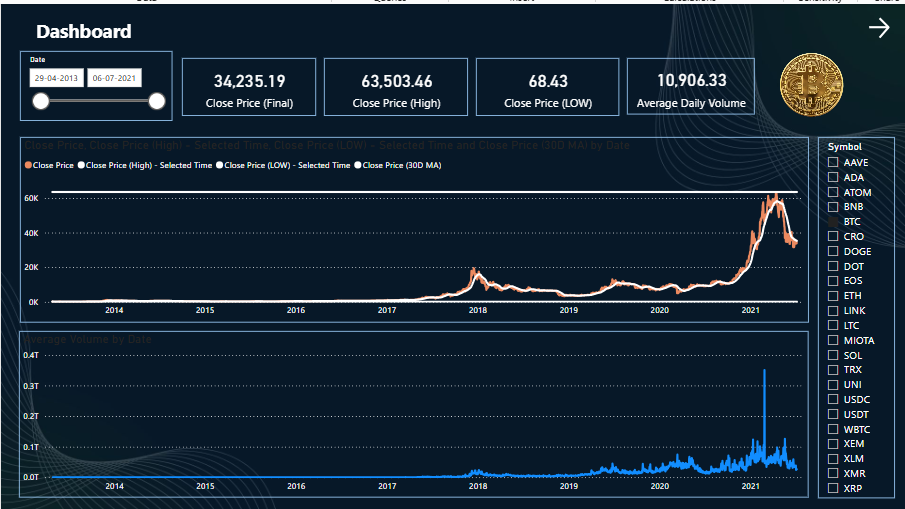 Dashboard
Date
29-04-2013 06-07-2021
34,235.19
Close Price (Final)
63,503.46
Close Price (High)
68.43
Close Price (LOW)
10,906.33
Average Daily Volume
Close Price, Close Price (High) - Selected Time, Close Price (LOW) - Selected Time and Close Price (30D MA) by Date
Close Price Close Price (High) - Selected Time Close Price (LOW) - Selected Time Close Price (30D MA)
60K
40K
20K
0K
2014 2015 2016 2017 2018 2019 2020 2021
Average Volume by Date
0.4T
0.2T
0.1T
0.0T
2014 2015 2016 2017 2018 2019 2020 2021
Symbol
AAVE
ADA
ATOM
BNB
BTC
CRO
DOGE
DOT
EOS
ETH
LINK
LTC
MIOTA
SOL
TRX
UNI
USDC
USDT
WBTC
XEM
XLM
XMR
XRP